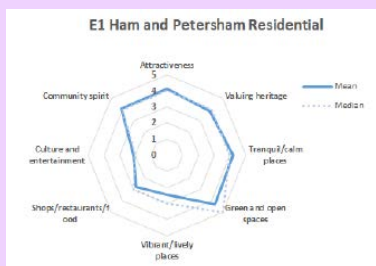 E1 Ham and Petersham Residential
Attractiveness
5
4
3
2
1
0
Community spirit
Valuing heritage
Mean
Median
Culture and
entertainment
Tranquil/calm
places
Shops/restaurants/f
ood
Green and open
spaces
Vibrant/lively
places